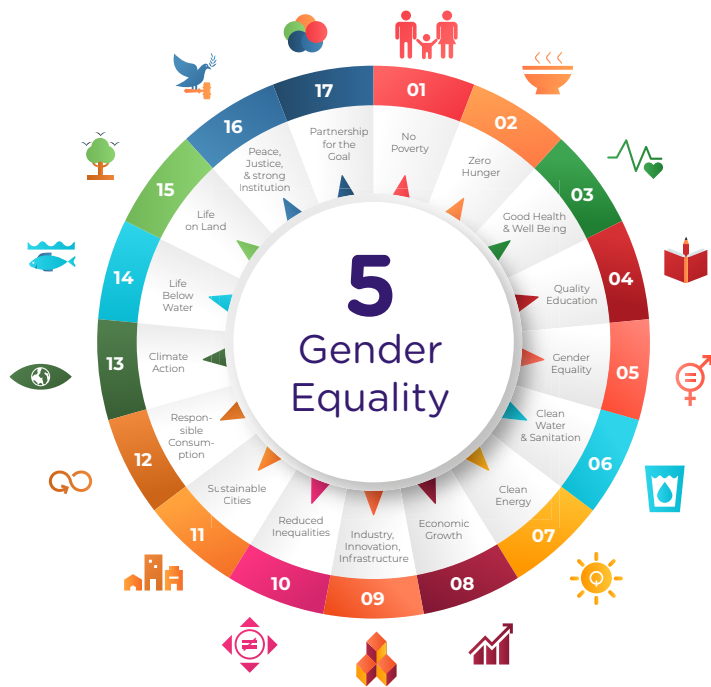 5
Gender
Equality
01
No
Poverty
02
Zero
Hunger
03
Good Health
& Well Being
04
Quality
Education
05
Gender
Equality
06
Clean
Water
& Sanitation
07
Clean
Energy
08
Economic
Growth
09
Industry,
Innovation,
Infrastructure
10
Reduced
Inequalities
11
Sustainable
Cities
12
Respon-
sible
Consum-
ption
13
Climate
Action
14
Life
Below
Water
15
Life
on Land
16
Peace,
Justice,
& strong
Institution
17
Partnership
for the
Goal